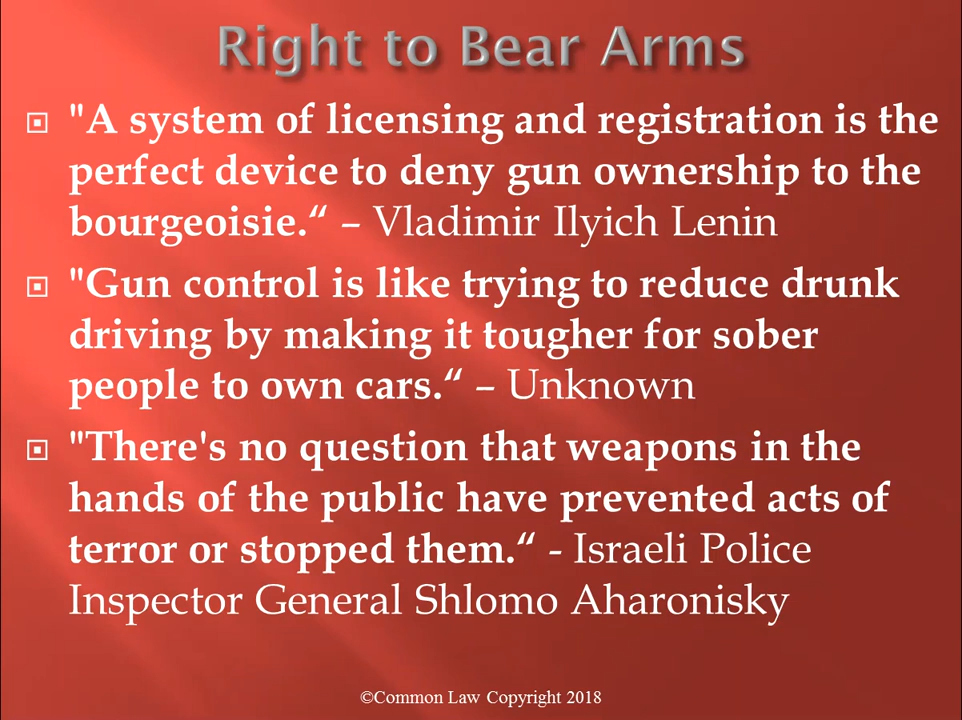 Right to Bear Arms
"A system of licensing and registration is the
perfect device to deny gun ownership to the
bourgeoisie.“ – Vladimir Ilyich Lenin
"Gun control is like trying to reduce drunk
driving by making it tougher for sober
people to own cars.“ – Unknown
"There's no question that weapons in the
hands of the public have prevented acts of
terror or stopped them.“ - Israeli Police
Inspector General Shlomo Aharonisky
©Common Law Copyright 2018